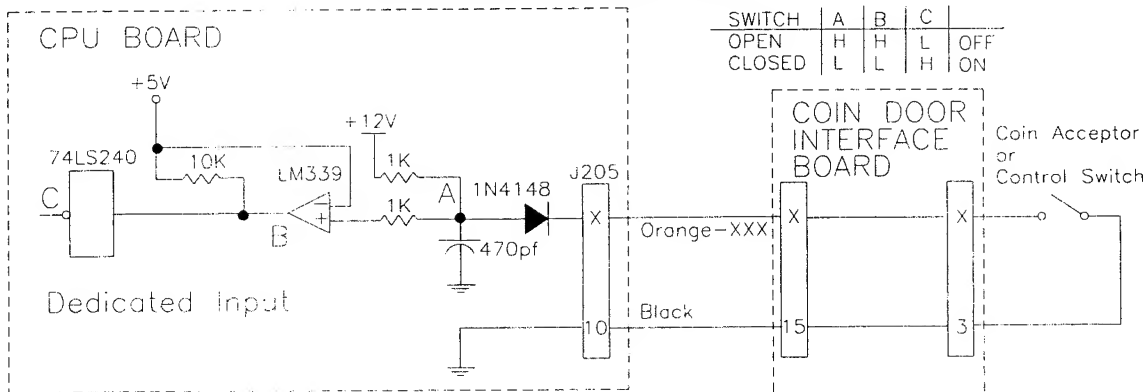 SWITCH A B C
OPEN H H L OFF
CLOSED L L H ON
CPU BOARD
+5V
+12V
74LS240
10K
LM339
1K
1K
A
1N4148
J205
C
B
+
470pf
X
Orange-XXX
Dedicated Input
10
Black
COIN DOOR
INTERFACE
BOARD
X
X
15
3
Coin Acceptor
or
Control Switch